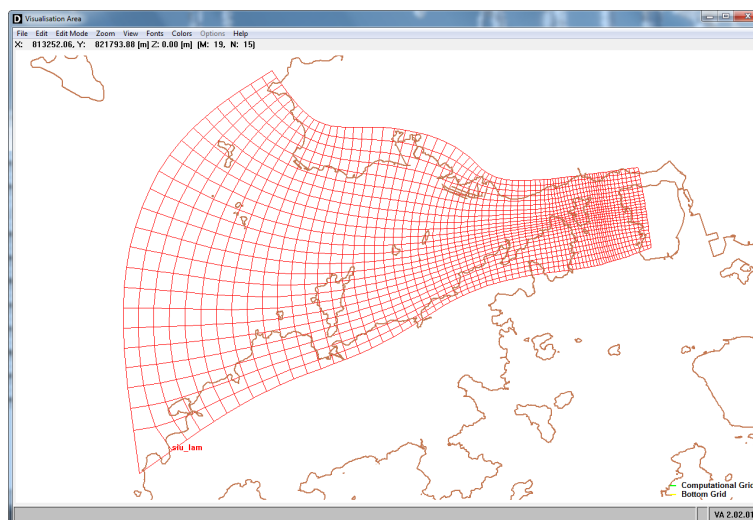 Visualisation Area
File Edit Edit Mode Zoom View Fonts Colors Options Help
X: 813252.06, Y: 821793.88 [m] Z: 0.00 [m] (M: 19, N: 15)
siu_lam
Computational Grid
Bottom Grid
VA 2.02.01